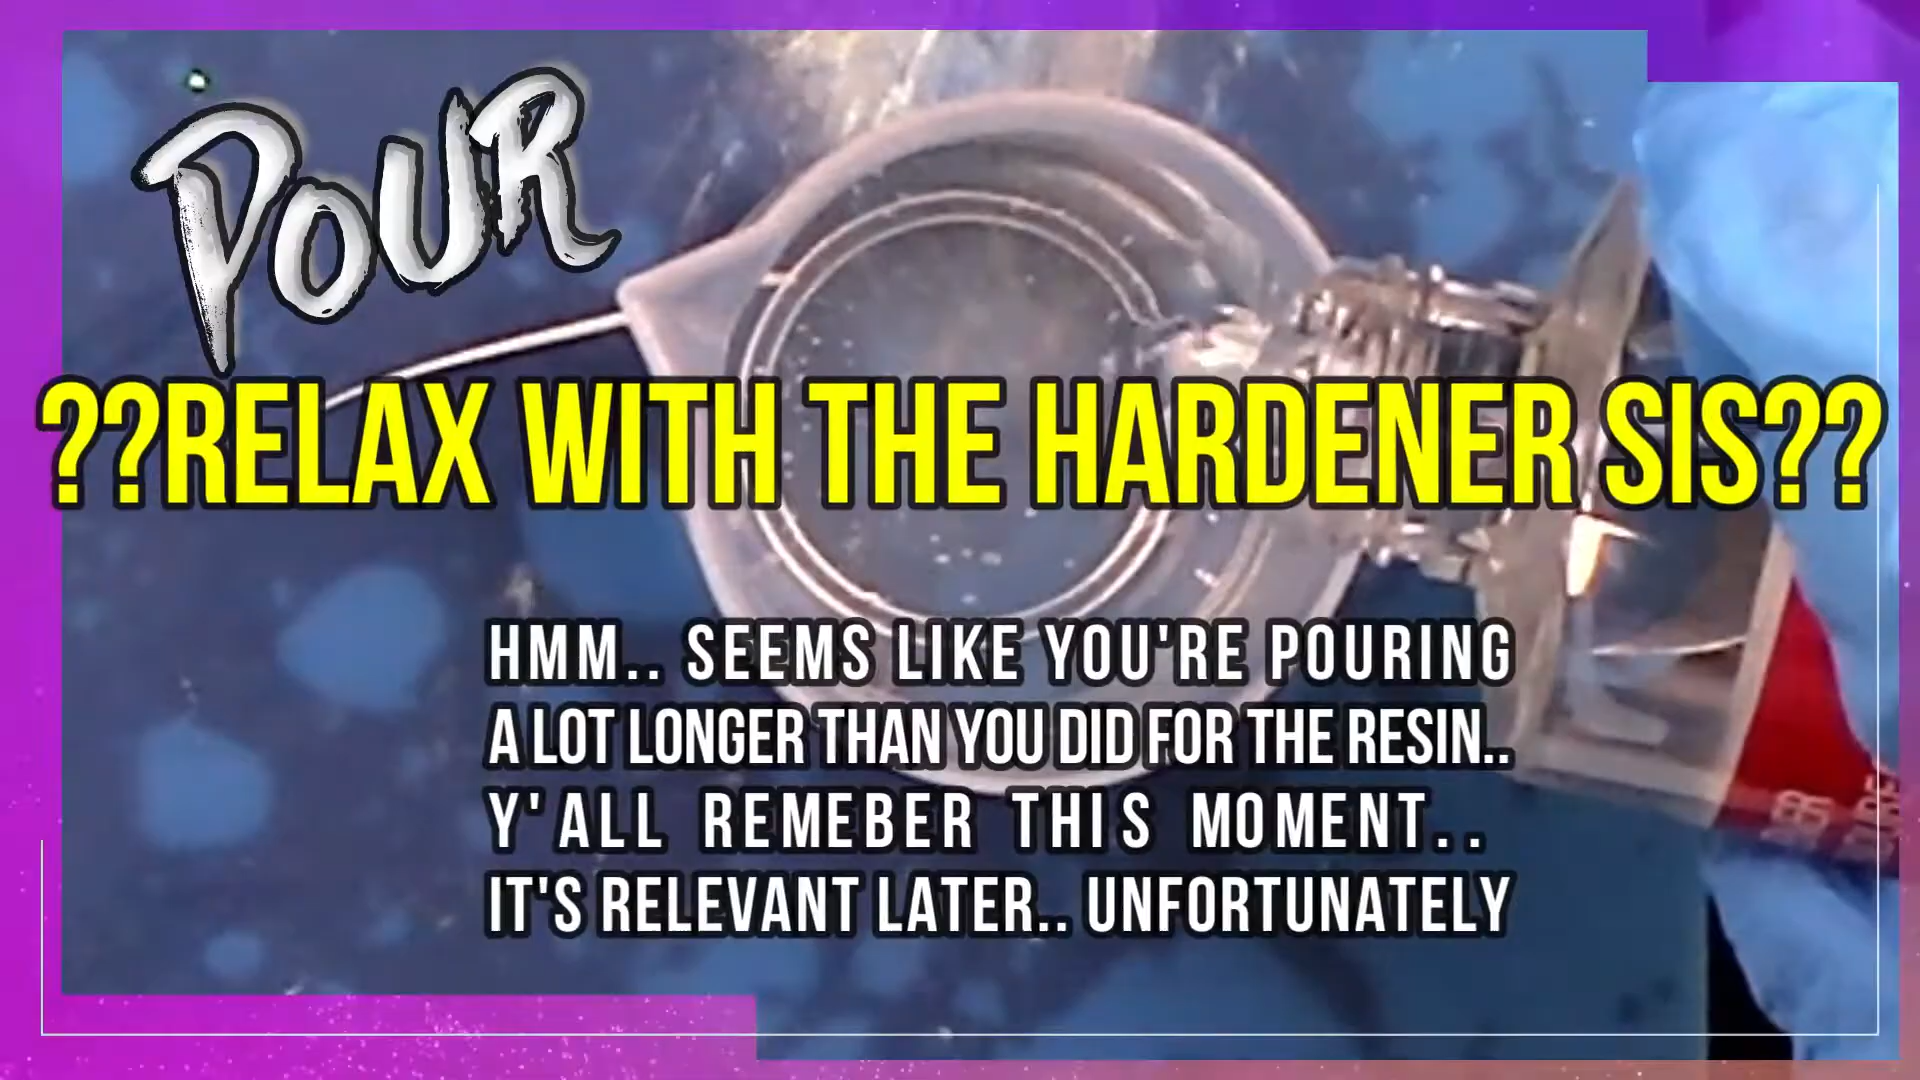 POUR
??RELAX WITH THE HARDENER SIS??
HMM.. SEEMS LIKE YOU'RE POURING
A LOT LONGER THAN YOU DID FOR THE RESIN..
Y'ALL REMEBER THIS MOMENT..
IT'S RELEVANT LATER.. UNFORTUNATELY